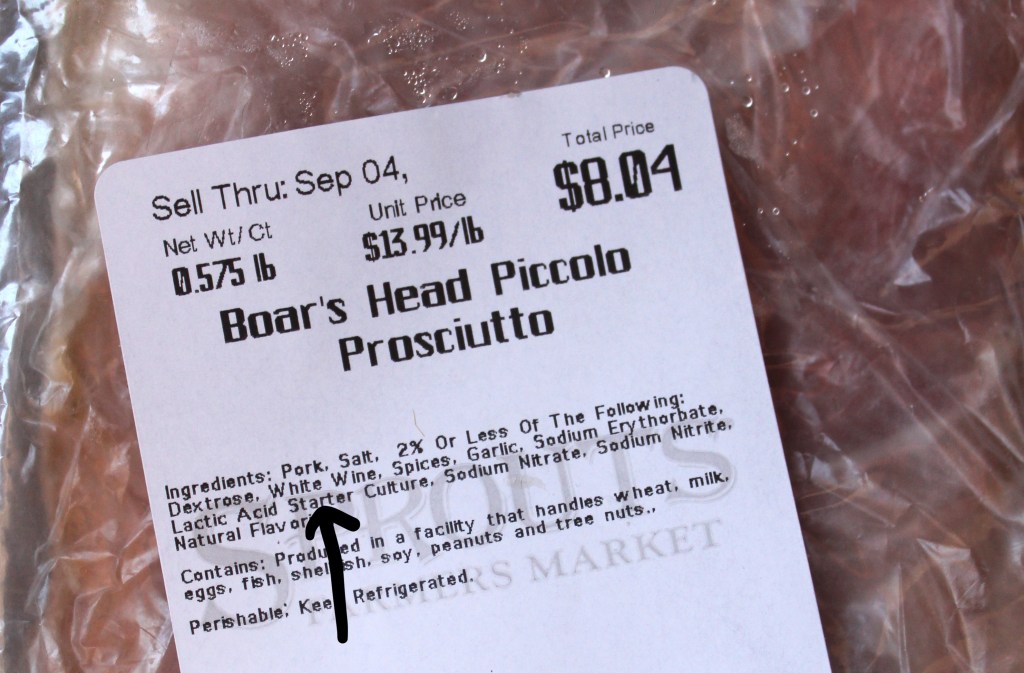 Total Price
Sell Thru: Sep 04,
$8.04
Net Wt/Ct
Unit Price
0.575 lb
$13.99/lb
Boar's Head Piccolo
Prosciutto
Ingredients: Pork, Salt, 2% Or Less Of The Following:
Dextrose, White Wine, Spices, Garlic, Sodium Erythorbate,
Lactic Acid Starter Culture, Sodium Nitrate, Sodium Nitrite,
Natural
Contains: Produced in a facility that handles wheat, milk,
eggs, fish, shellfish, soy, peanuts and tree nuts.,
Perishable; Keep Refrigerated.
SPROUTS
FARMERS MARKET